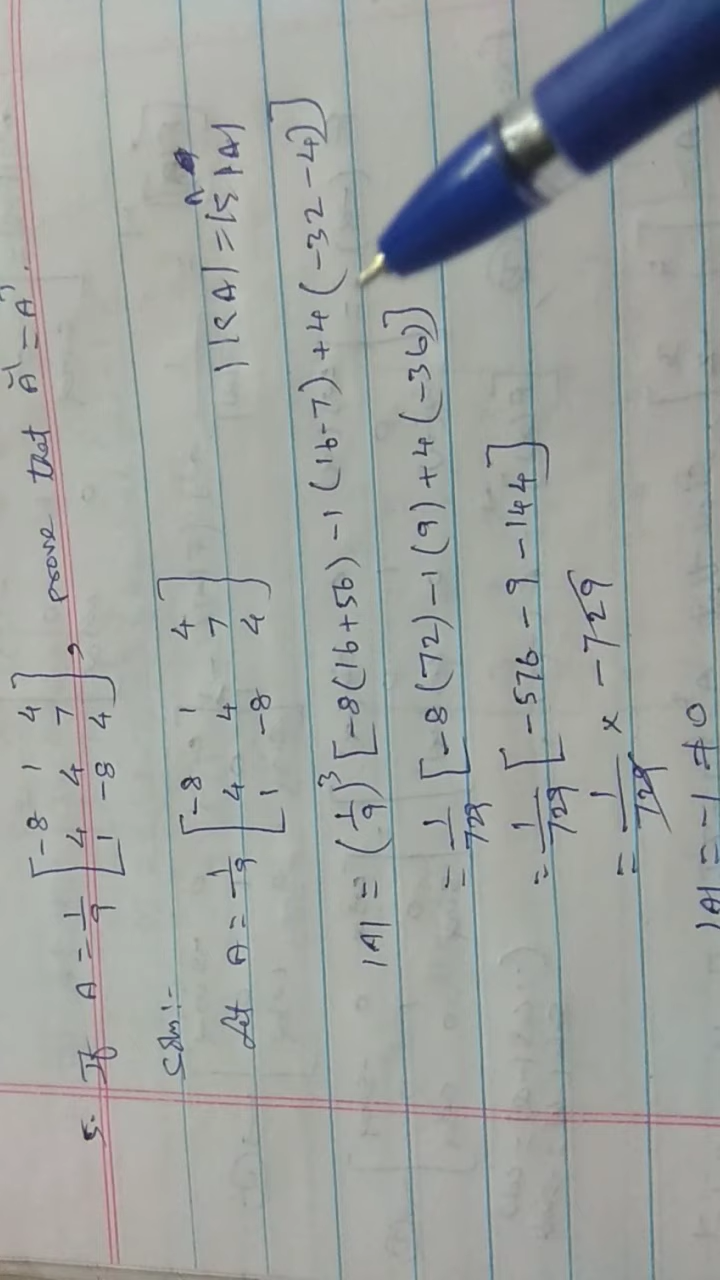 5. If A = 1/9 [-8 1 4
4 4 7
1 -8 4], prove that A⁻¹ = Aᵀ.
Soln:-
Let A = 1/9 [-8 1 4
4 4 7
1 -8 4]
|KA| = Kⁿ|A|
|A| = (1/9)³ [-8(16+56) -1(16-7) +4(-32-4)]
= 1/729 [-8(72) -1(9) +4(-36)]
= 1/729 [-576 -9 -144]
= 1/729 × -729
|A| = -1 ≠ 0